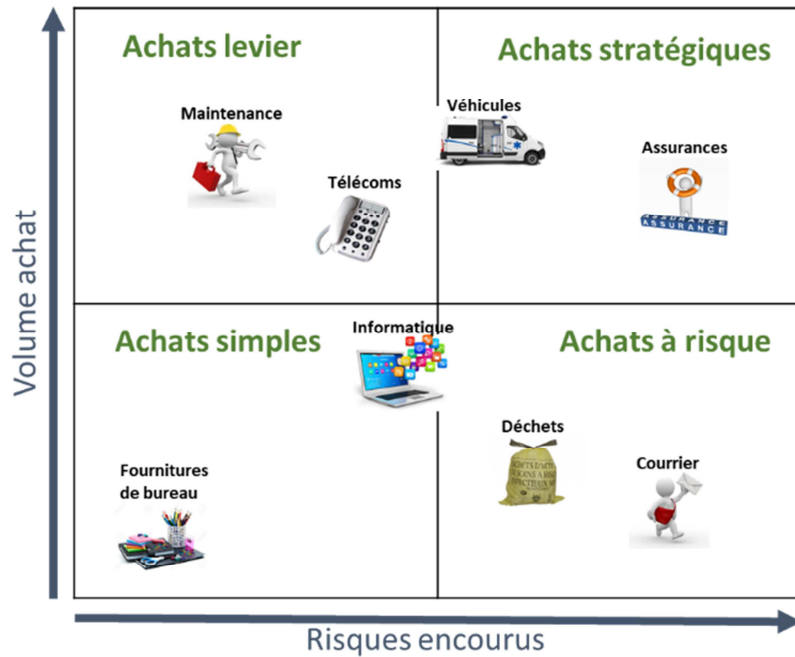 Achats levier
Achats stratégiques
Maintenance
Véhicules
Télécoms
Assurances
ASSURANCE
Volume achat
Achats simples
Informatique
Achats à risque
Déchets
Courrier
Fournitures
de bureau
Risques encourus